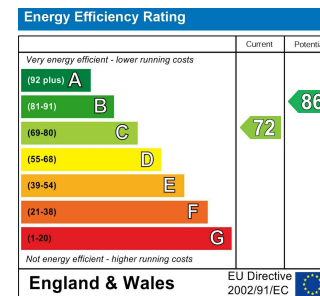 Energy Efficiency Rating
Current Potenti
Very energy efficient - lower running costs
(92 plus) A
(81-91) B
86
(69-80) C
72
(55-68) D
(39-54) E
(21-38) F
(1-20) G
Not energy efficient - higher running costs
England & Wales
EU Directive
2002/91/EC